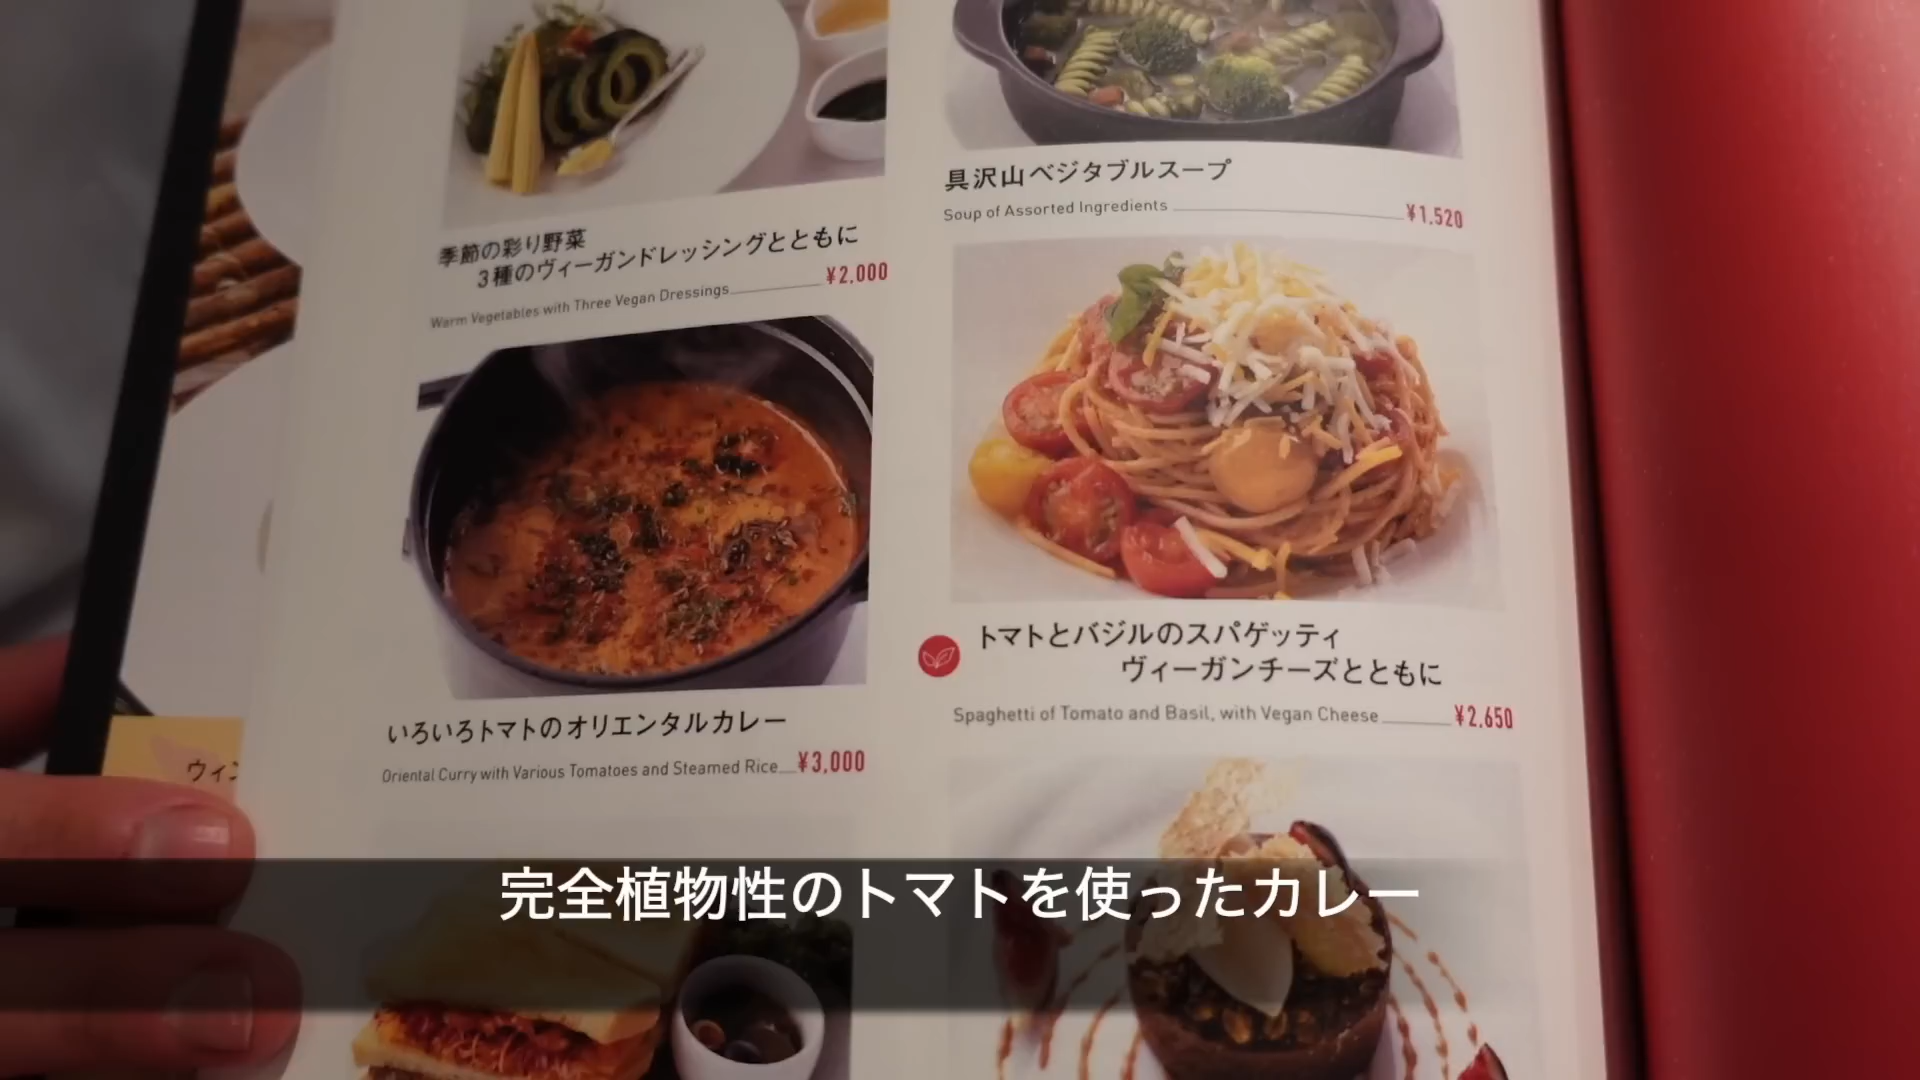 季節の彩り野菜
3種のヴィーガンドレッシングとともに
Warm Vegetables with Three Vegan Dressings ¥2,000
いろいろトマトのオリエンタルカレー
Oriental Curry with Various Tomatoes and Steamed Rice ¥3,000
具沢山ベジタブルスープ
Soup of Assorted Ingredients ¥1,520
トマトとバジルのスパゲッティ
ヴィーガンチーズとともに
Spaghetti of Tomato and Basil, with Vegan Cheese ¥2,650
ウィン
完全植物性のトマトを使ったカレー